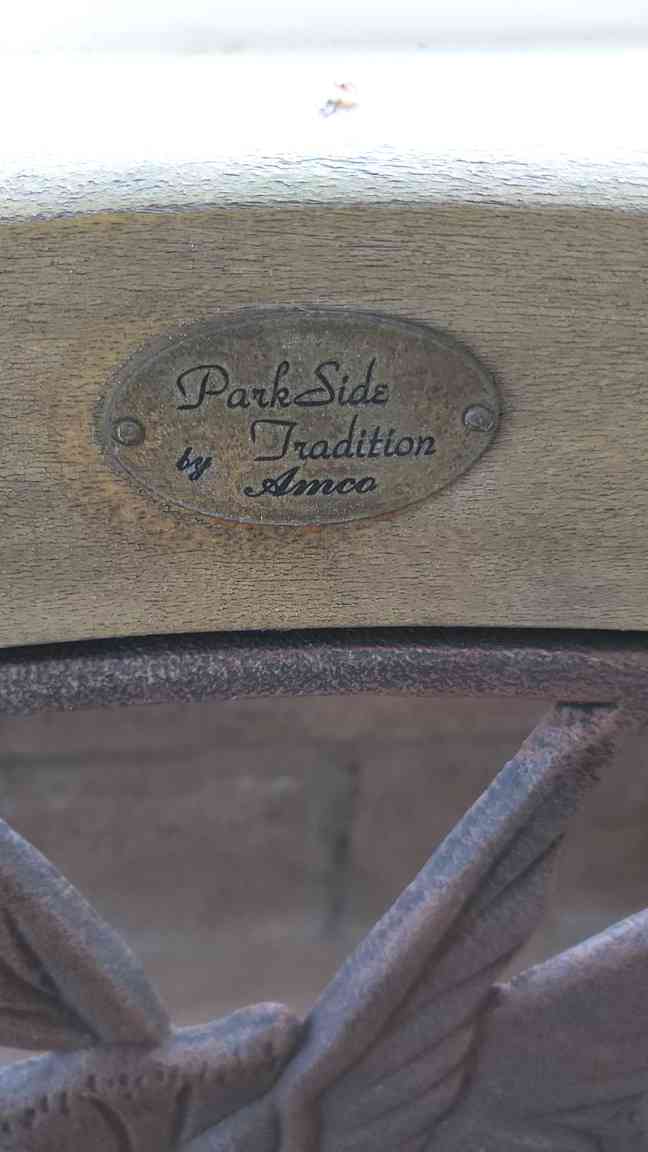 ParkSide
Tradition
by Amco